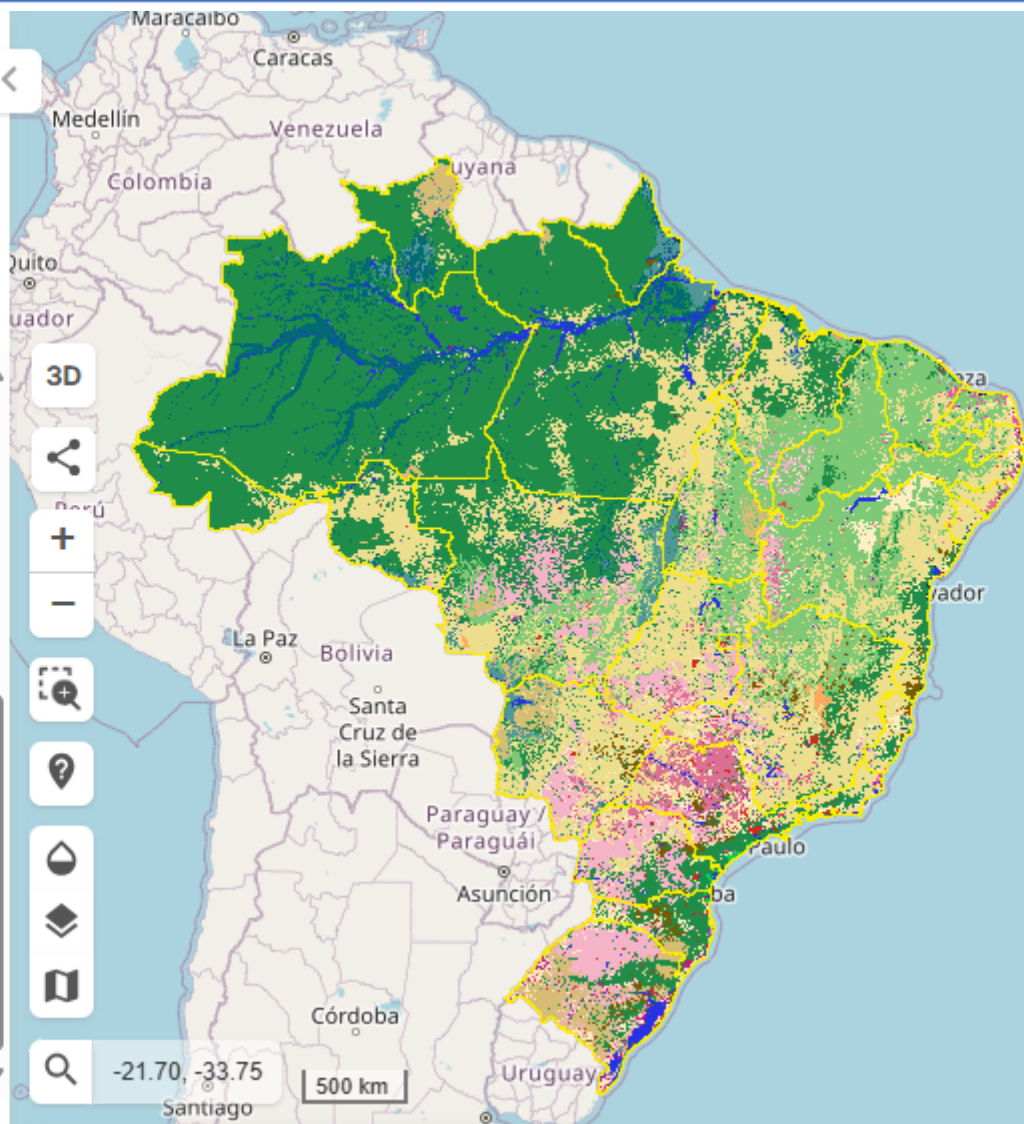 Maracaibo
Caracas
Medellín
Venezuela
uyana
Colombia
Quito
uador
3D
oza
Perú
+
−
vador
La Paz
Bolivia
Santa
Cruz de
la Sierra
Paraguay /
Paraguái
Paulo
Asunción
ba
Córdoba
-21.70, -33.75
500 km
Uruguay
Santiago